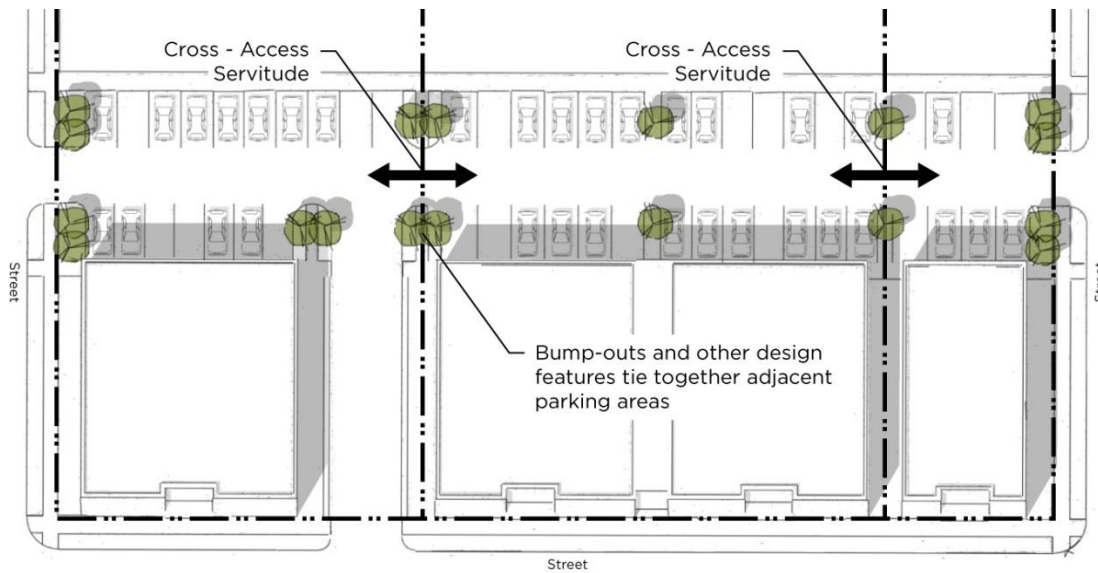 Cross - Access
Servitude
Cross - Access
Servitude
Street
Street
Bump-outs and other design
features tie together adjacent
parking areas
Street